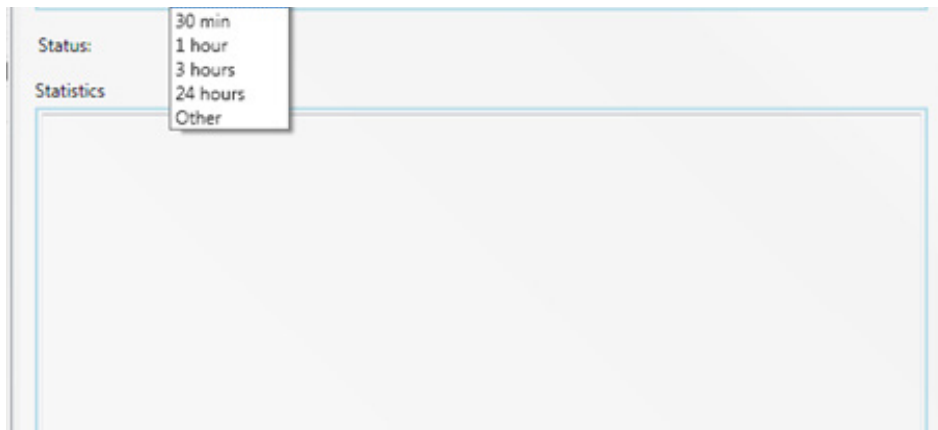 30 min
Status:
1 hour
3 hours
Statistics
24 hours
Other